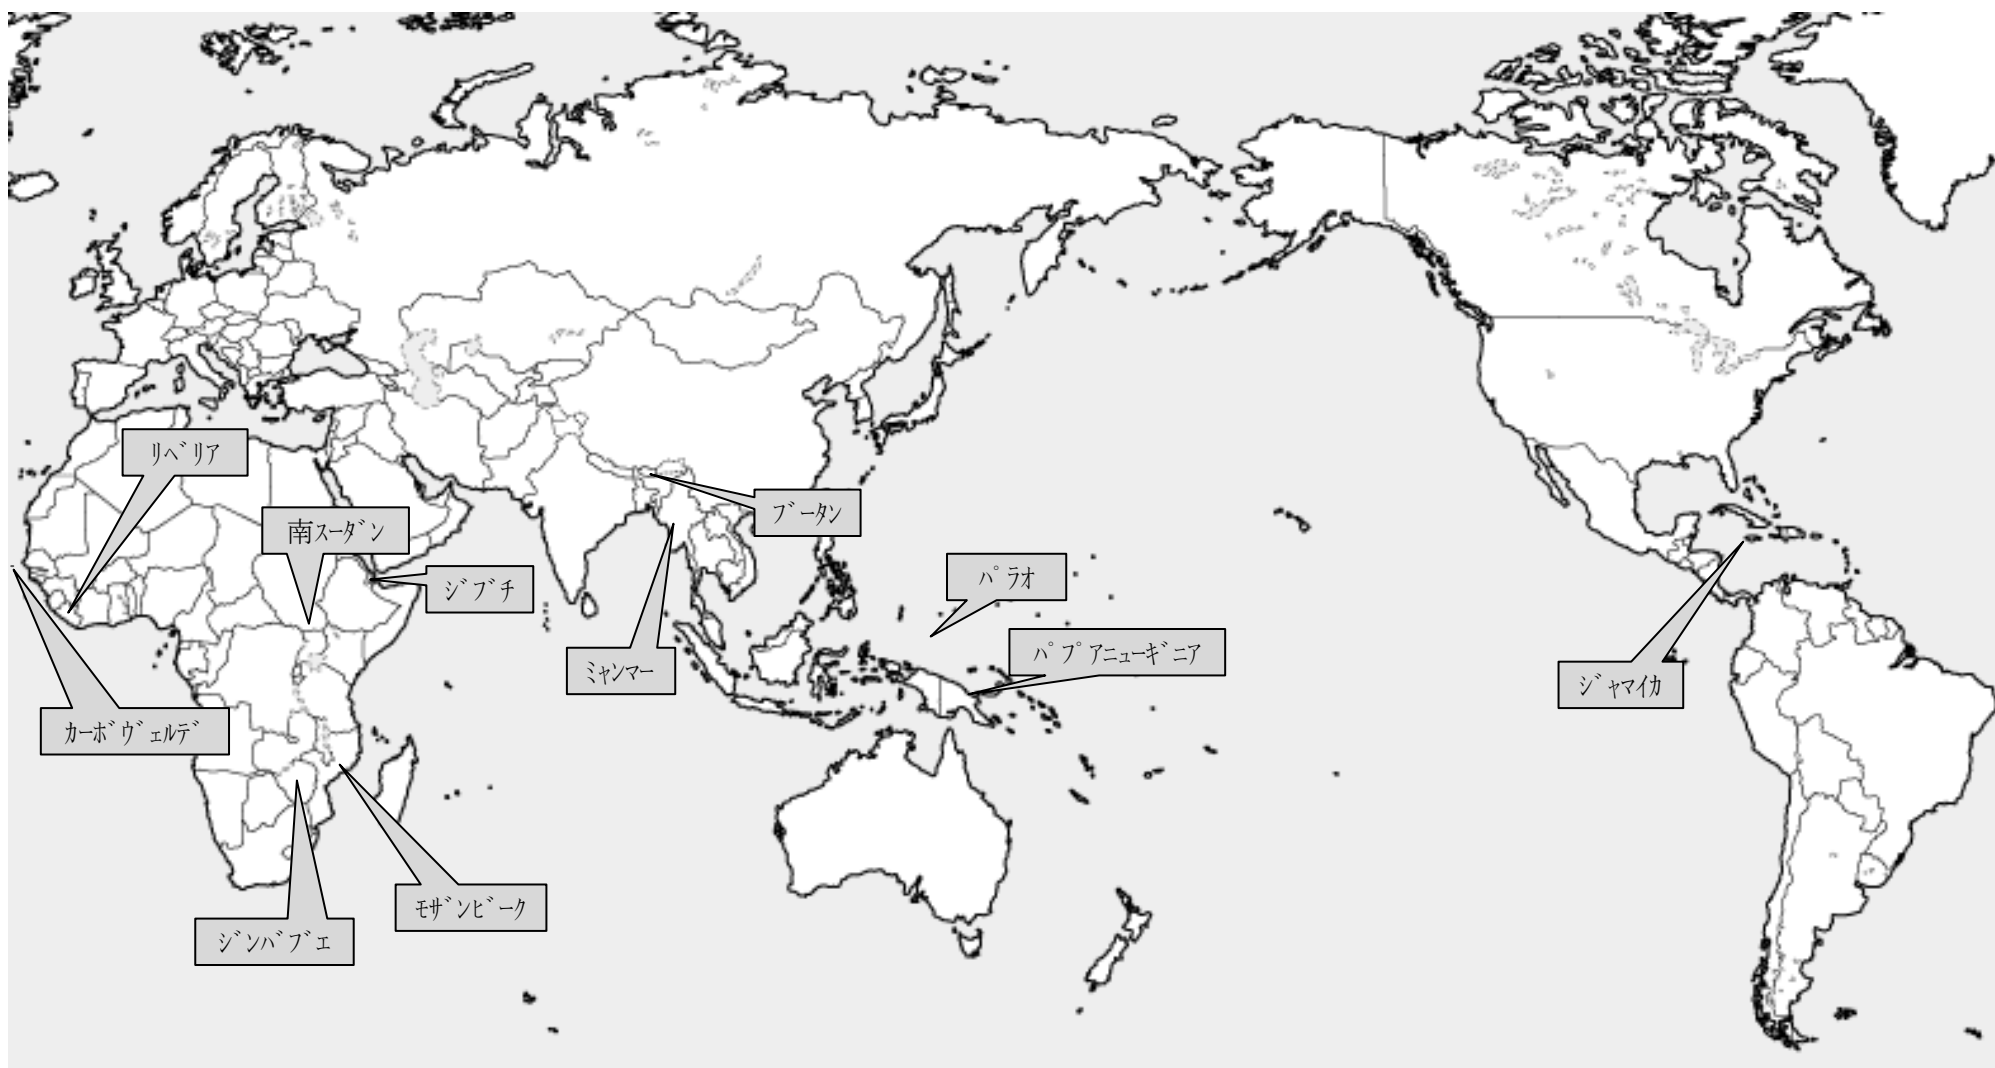 リベリア
ブータン
南スーダン
ジブチ
パラオ
パプアニューギニア
ミャンマー
ジャマイカ
カーボヴェルデ
モザンビーク
ジンバブエ